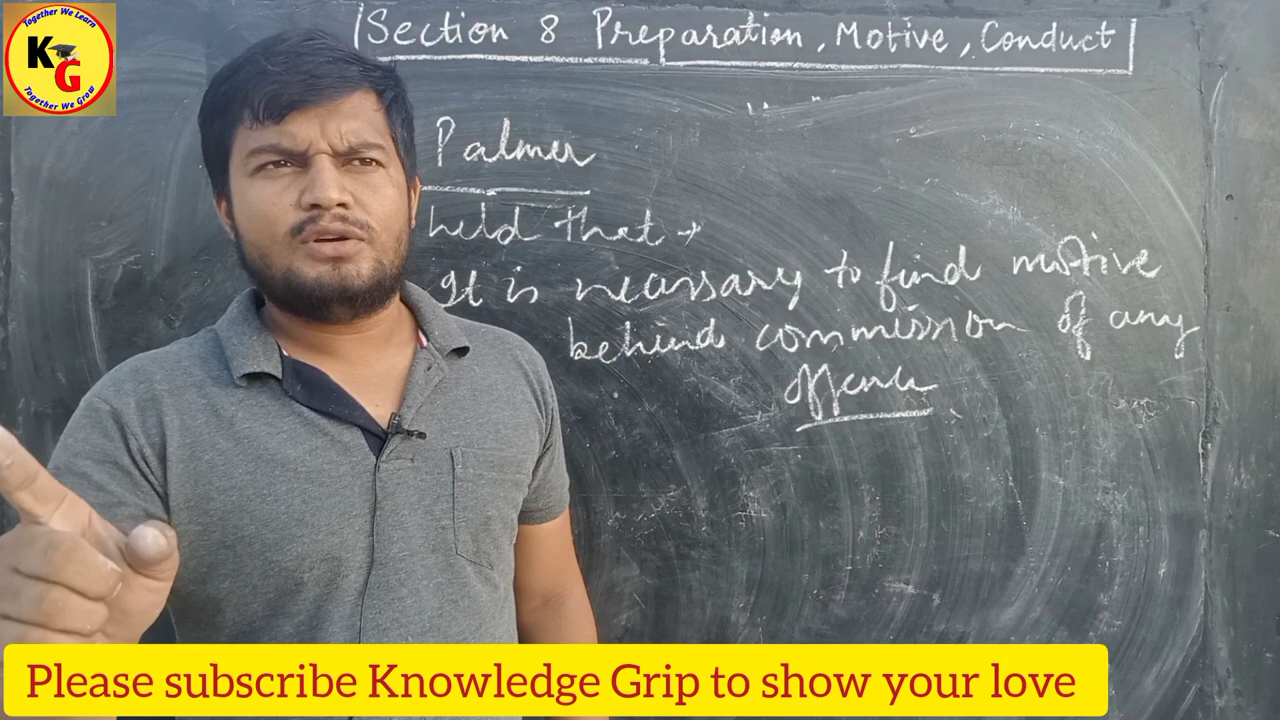 Together We Learn
KG
Together We Grow
Section 8 Preparation, Motive, Conduct
Palmer
held that →
It is necessary to find motive
behind commission of any
offence
Please subscribe Knowledge Grip to show your love